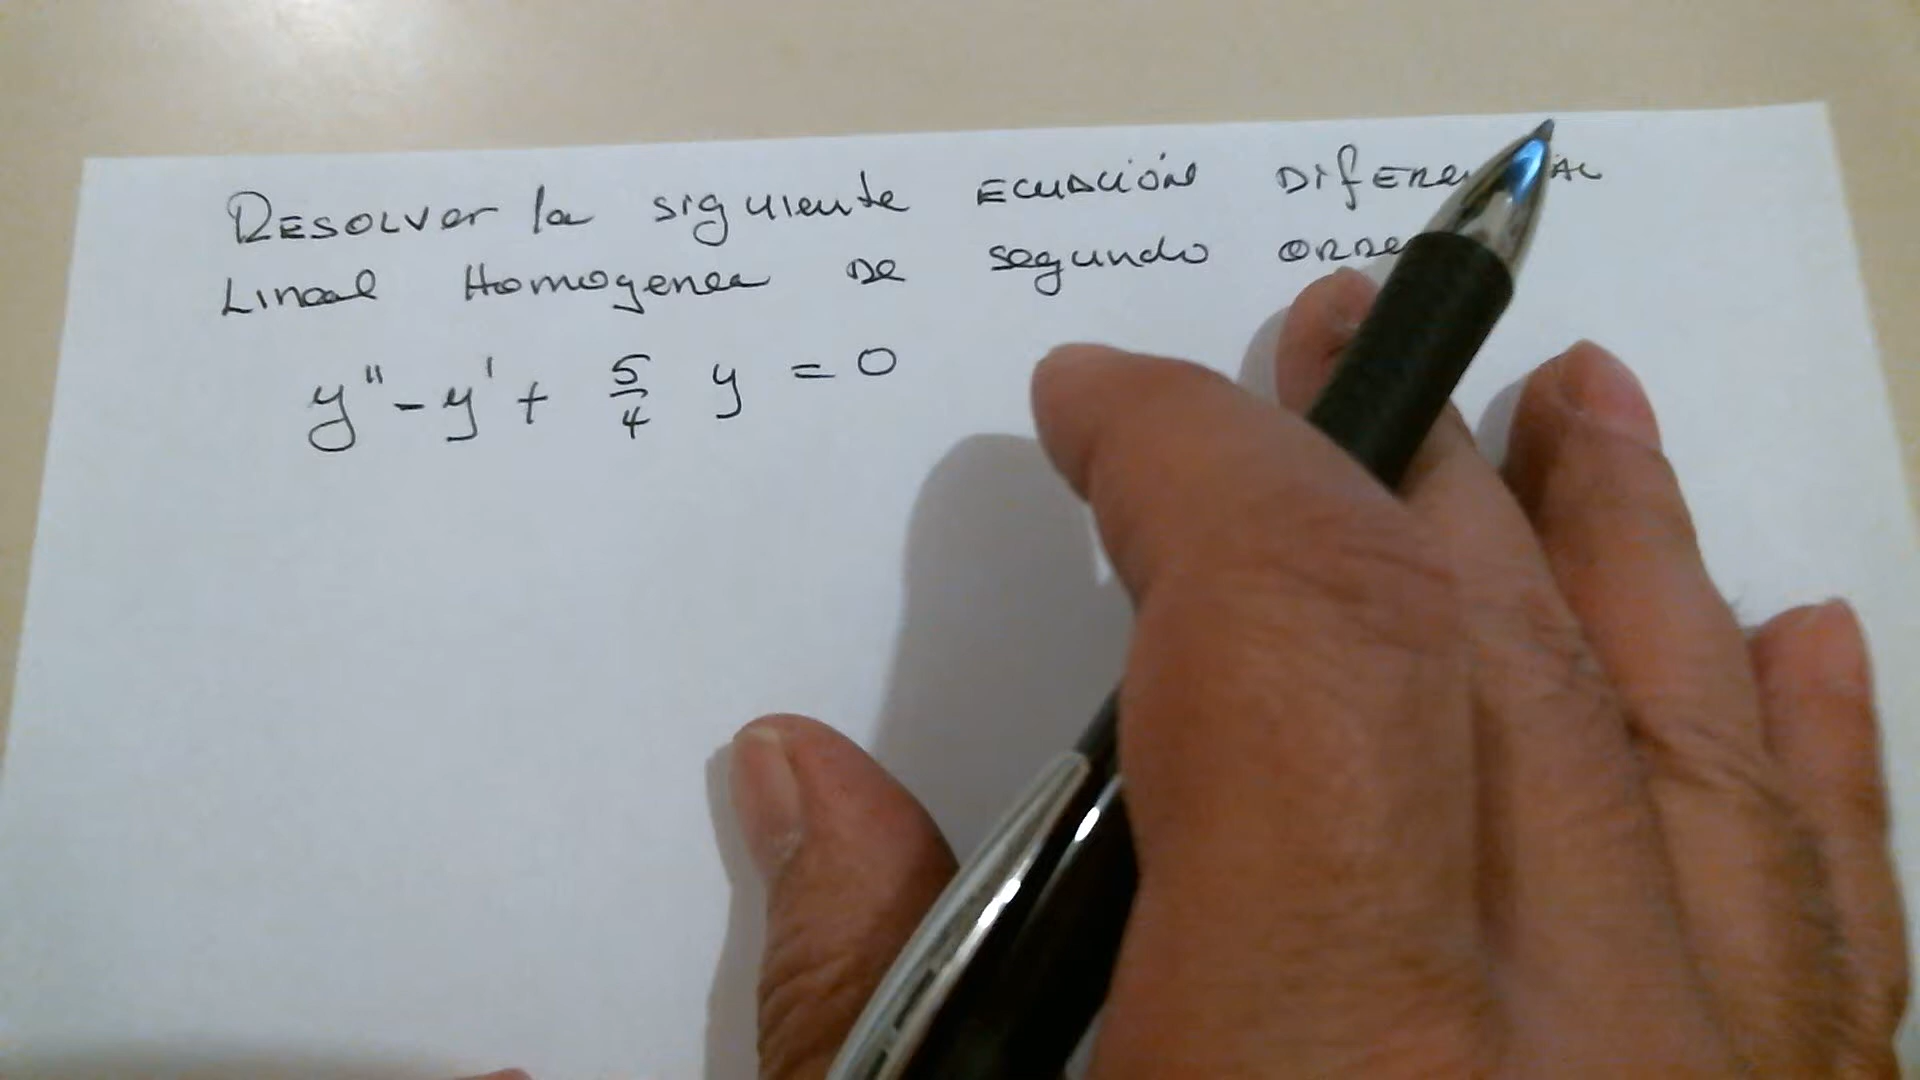 RESOLVER la siguiente ECUACIÓN
Lineal Homogenea DE segundo
y'' - y' + 5/4 y = 0